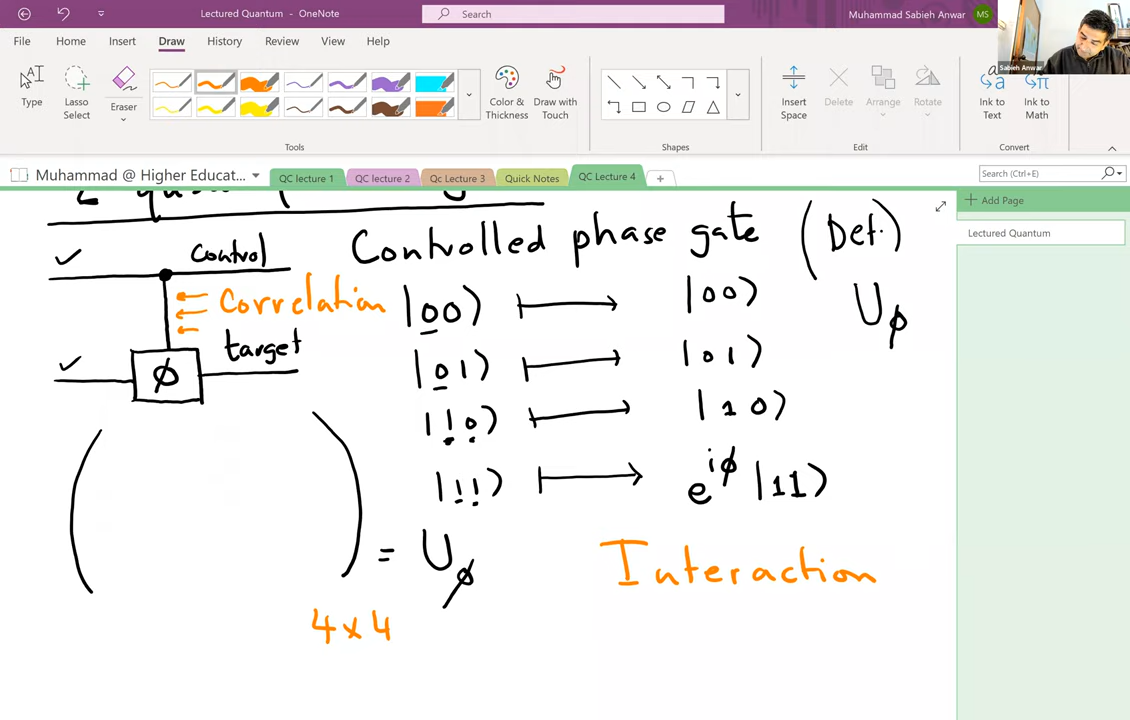 Lectured Quantum - OneNote
Search
Muhammad Sabieh Anwar
MS
File Home Insert Draw History Review View Help
Sabieh Anwar
Type
Lasso Select
Eraser
Color & Thickness
Draw with Touch
Insert Space
Delete
Arrange
Rotate
Ink to Text
Ink to Math
Tools
Shapes
Edit
Convert
Muhammad @ Higher Educat...
QC lecture 1
QC lecture 2
Qc Lecture 3
Quick Notes
QC Lecture 4
Search (Ctrl+E)
Add Page
Lectured Quantum
Controlled phase gate (Def.)
Control
Correlation
target
ϕ
|00⟩ ↦ |00⟩
U_ϕ
|01⟩ ↦ |01⟩
|10⟩ ↦ |10⟩
|11⟩ ↦ e^{iϕ} |11⟩
( ) = U_ϕ
Interaction
4x4